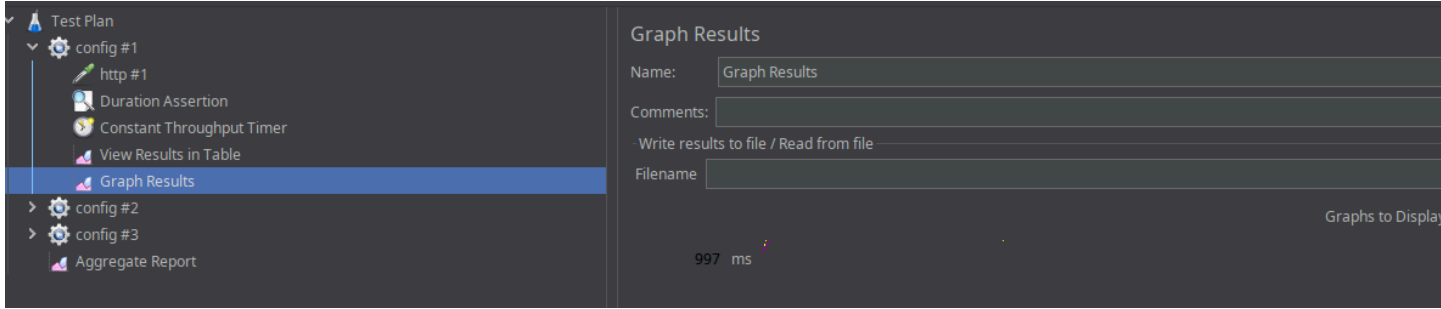 Test Plan
config #1
http #1
Duration Assertion
Constant Throughput Timer
View Results in Table
Graph Results
config #2
config #3
Aggregate Report
Graph Results
Name: Graph Results
Comments:
Write results to file / Read from file
Filename
Graphs to Display
997 ms